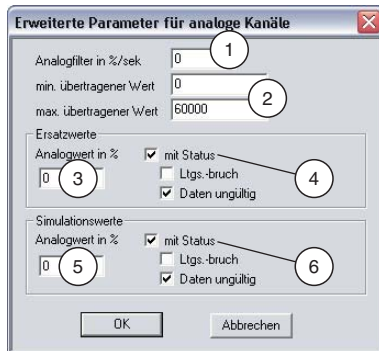 Erweiterte Parameter für analoge Kanäle
Analogfilter in %/sek 0 1
min. übertragener Wert 0
max. übertragener Wert 60000 2
Ersatzwerte
Analogwert in % mit Status
0 3 Ltgs.-bruch 4
Daten ungültig
Simulationswerte
Analogwert in % mit Status
0 5 Ltgs.-bruch 6
Daten ungültig
OK Abbrechen